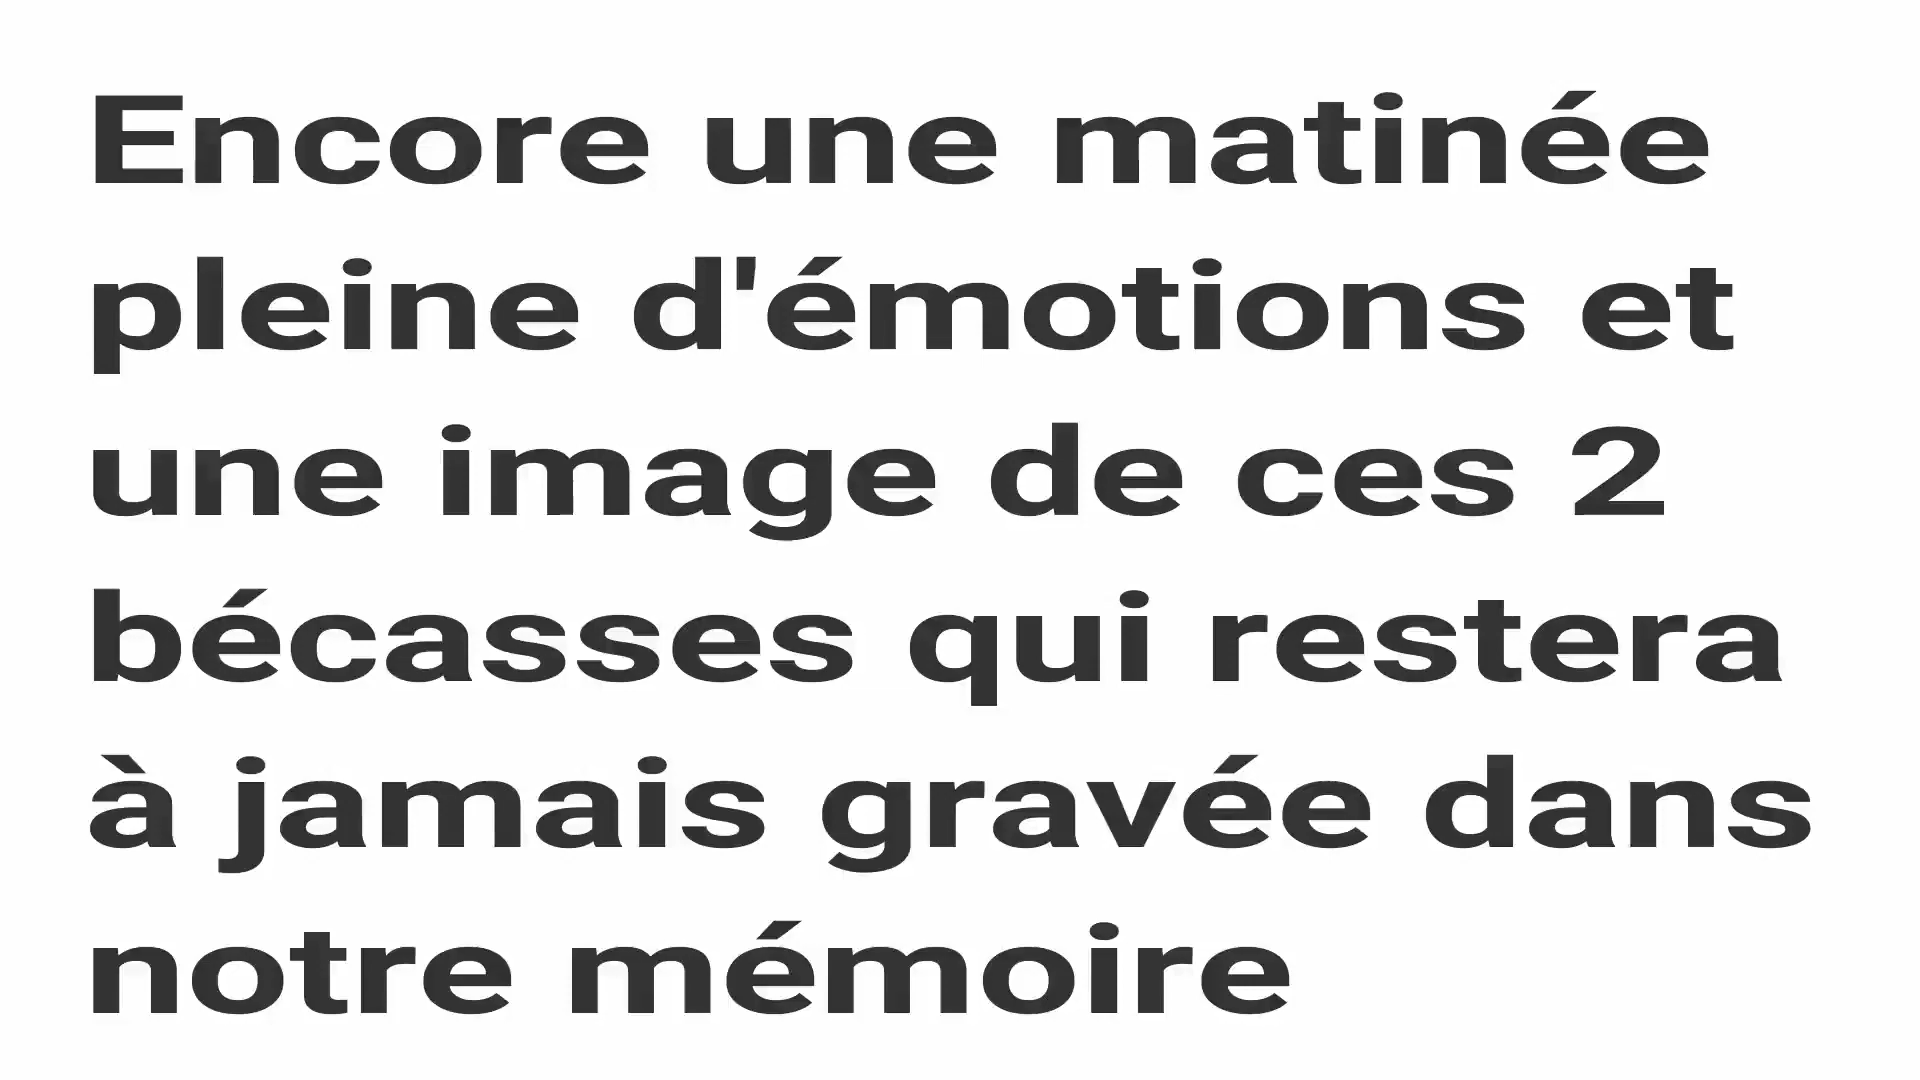 Encore une matinée
pleine d'émotions et
une image de ces 2
bécasses qui restera
à jamais gravée dans
notre mémoire